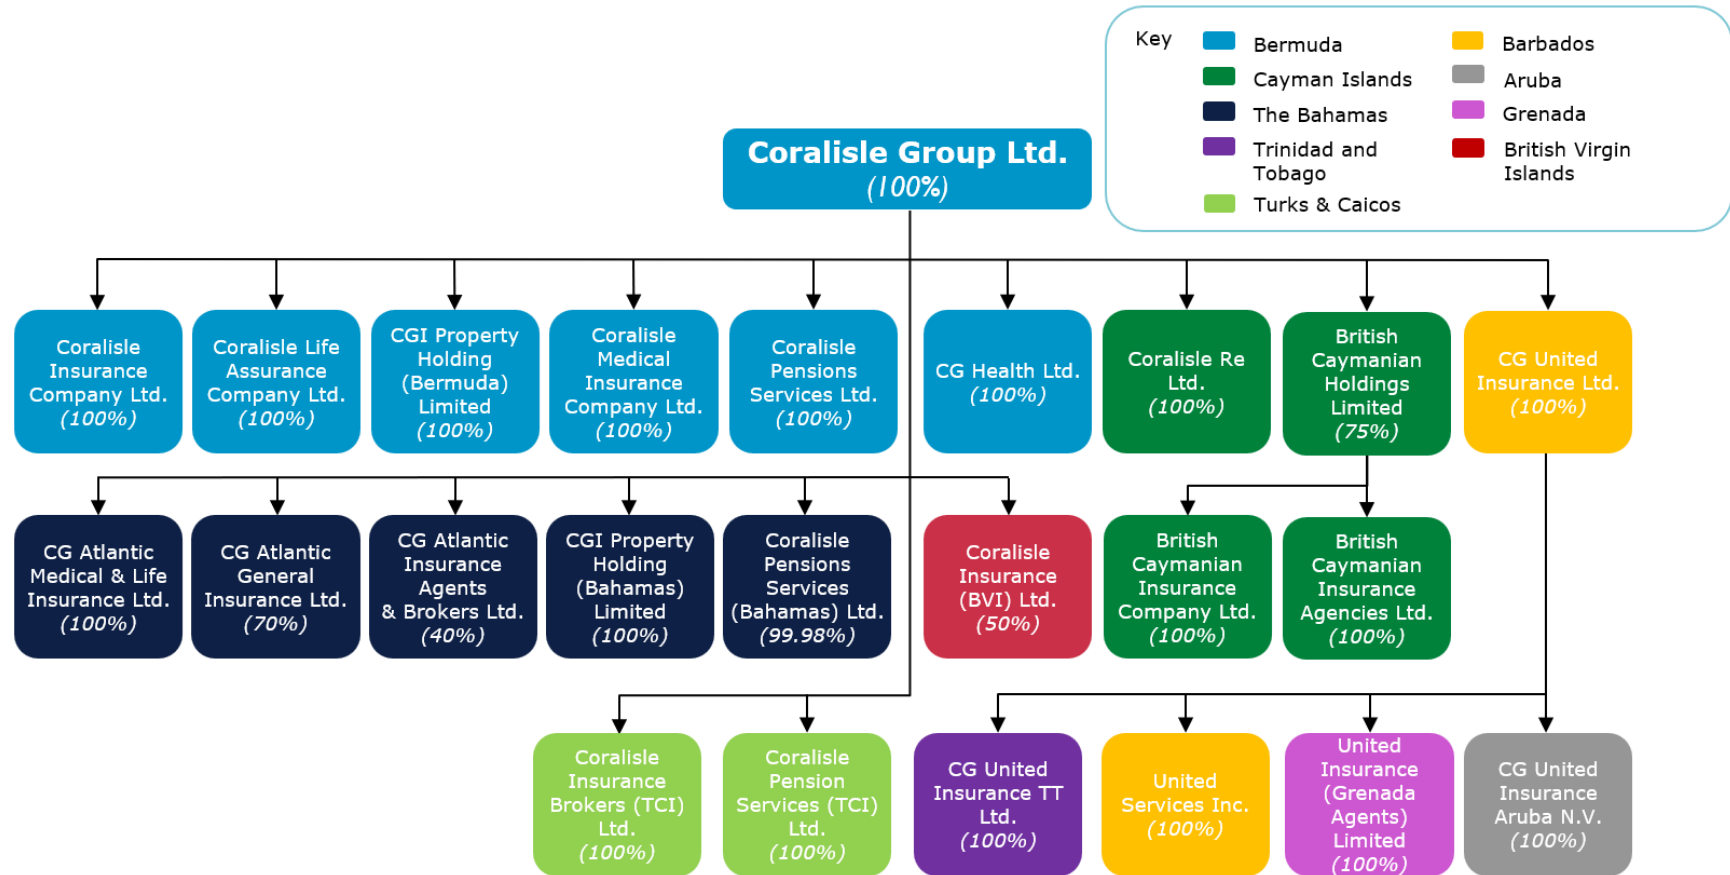 Key
Bermuda
Cayman Islands
The Bahamas
Trinidad and
Tobago
Turks & Caicos
Barbados
Aruba
Grenada
British Virgin
Islands
Coralisle Group Ltd.
(100%)
Coralisle
Insurance
Company Ltd.
(100%)
Coralisle Life
Assurance
Company Ltd.
(100%)
CGI Property
Holding
(Bermuda)
Limited
(100%)
Coralisle
Medical
Insurance
Company Ltd.
(100%)
Coralisle
Pensions
Services Ltd.
(100%)
CG Health Ltd.
(100%)
Coralisle Re
Ltd.
(100%)
British
Caymanian
Holdings
Limited
(75%)
CG United
Insurance Ltd.
(100%)
CG Atlantic
Medical & Life
Insurance Ltd.
(100%)
CG Atlantic
General
Insurance Ltd.
(70%)
CG Atlantic
Insurance
Agents
& Brokers Ltd.
(40%)
CGI Property
Holding
(Bahamas)
Limited
(100%)
Coralisle
Pensions
Services
(Bahamas) Ltd.
(99.98%)
Coralisle
Insurance
(BVI) Ltd.
(50%)
British
Caymanian
Insurance
Company Ltd.
(100%)
British
Caymanian
Insurance
Agencies Ltd.
(100%)
Coralisle
Insurance
Brokers (TCI)
Ltd.
(100%)
Coralisle
Pension
Services (TCI)
Ltd.
(100%)
CG United
Insurance TT
Ltd.
(100%)
United
Services Inc.
(100%)
United
Insurance
(Grenada
Agents)
Limited
(100%)
CG United
Insurance
Aruba N.V.
(100%)